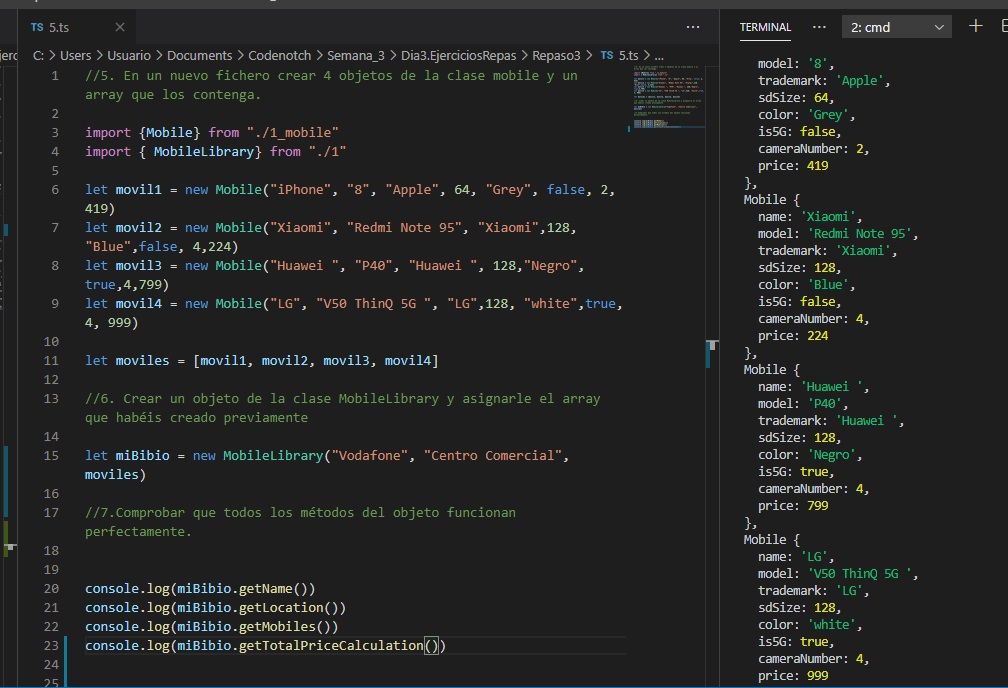 TS 5.ts ×
C: > Users > Usuario > Documents > Codenotch > Semana_3 > Dia3.EjerciciosRepas > Repaso3 > TS 5.ts > ...
1 //5. En un nuevo fichero crear 4 objetos de la clase mobile y un
array que los contenga.
2
3 import {Mobile} from "./1_mobile"
4 import { MobileLibrary} from "./1"
5
6 let movil1 = new Mobile("iPhone", "8", "Apple", 64, "Grey", false, 2,
419)
7 let movil2 = new Mobile("Xiaomi", "Redmi Note 95", "Xiaomi",128,
"Blue",false, 4,224)
8 let movil3 = new Mobile("Huawei ", "P40", "Huawei ", 128,"Negro",
true,4,799)
9 let movil4 = new Mobile("LG", "V50 ThinQ 5G ", "LG",128, "white",true,
4, 999)
10
11 let moviles = [movil1, movil2, movil3, movil4]
12
13 //6. Crear un objeto de la clase MobileLibrary y asignarle el array
que habéis creado previamente
14
15 let miBibio = new MobileLibrary("Vodafone", "Centro Comercial",
moviles)
16
17 //7.Comprobar que todos los métodos del objeto funcionan
perfectamente.
18
19
20 console.log(miBibio.getName())
21 console.log(miBibio.getLocation())
22 console.log(miBibio.getMobiles())
23 console.log(miBibio.getTotalPriceCalculation())
24
25
TERMINAL ... 2: cmd
model: '8',
trademark: 'Apple',
sdSize: 64,
color: 'Grey',
is5G: false,
cameraNumber: 2,
price: 419
},
Mobile {
name: 'Xiaomi',
model: 'Redmi Note 95',
trademark: 'Xiaomi',
sdSize: 128,
color: 'Blue',
is5G: false,
cameraNumber: 4,
price: 224
},
Mobile {
name: 'Huawei ',
model: 'P40',
trademark: 'Huawei ',
sdSize: 128,
color: 'Negro',
is5G: true,
cameraNumber: 4,
price: 799
},
Mobile {
name: 'LG',
model: 'V50 ThinQ 5G ',
trademark: 'LG',
sdSize: 128,
color: 'white',
is5G: true,
cameraNumber: 4,
price: 999